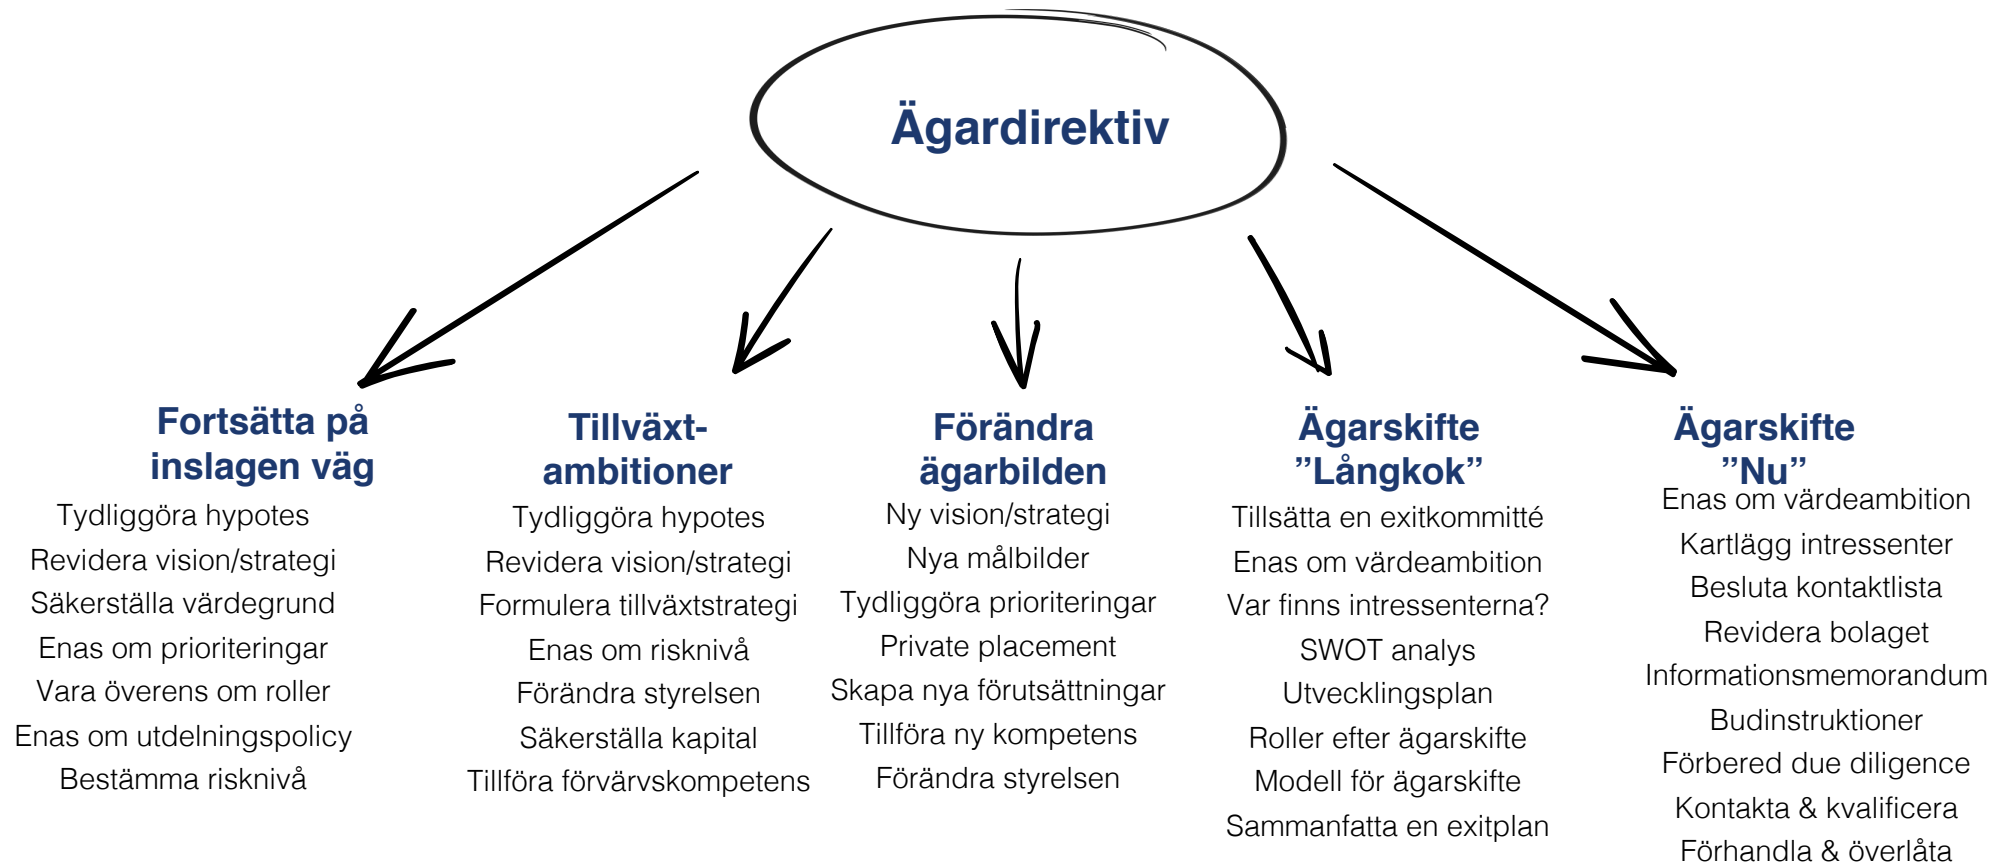 Ägardirektiv
Fortsätta på
inslagen väg
Tydliggöra hypotes
Revidera vision/strategi
Säkerställa värdegrund
Enas om prioriteringar
Vara överens om roller
Enas om utdelningspolicy
Bestämma risknivå
Tillväxt-
ambitioner
Tydliggöra hypotes
Revidera vision/strategi
Formulera tillväxtstrategi
Enas om risknivå
Förändra styrelsen
Säkerställa kapital
Tillföra förvärvskompetens
Förändra
ägarbilden
Ny vision/strategi
Nya målbilder
Tydliggöra prioriteringar
Private placement
Skapa nya förutsättningar
Tillföra ny kompetens
Förändra styrelsen
Ägarskifte
”Långkok”
Tillsätta en exitkommitté
Enas om värdeambition
Var finns intressenterna?
SWOT analys
Utvecklingsplan
Roller efter ägarskifte
Modell för ägarskifte
Sammanfatta en exitplan
Ägarskifte
”Nu”
Enas om värdeambition
Kartlägg intressenter
Besluta kontaktlista
Revidera bolaget
Informationsmemorandum
Budinstruktioner
Förbered due diligence
Kontakta & kvalificera
Förhandla & överlåta